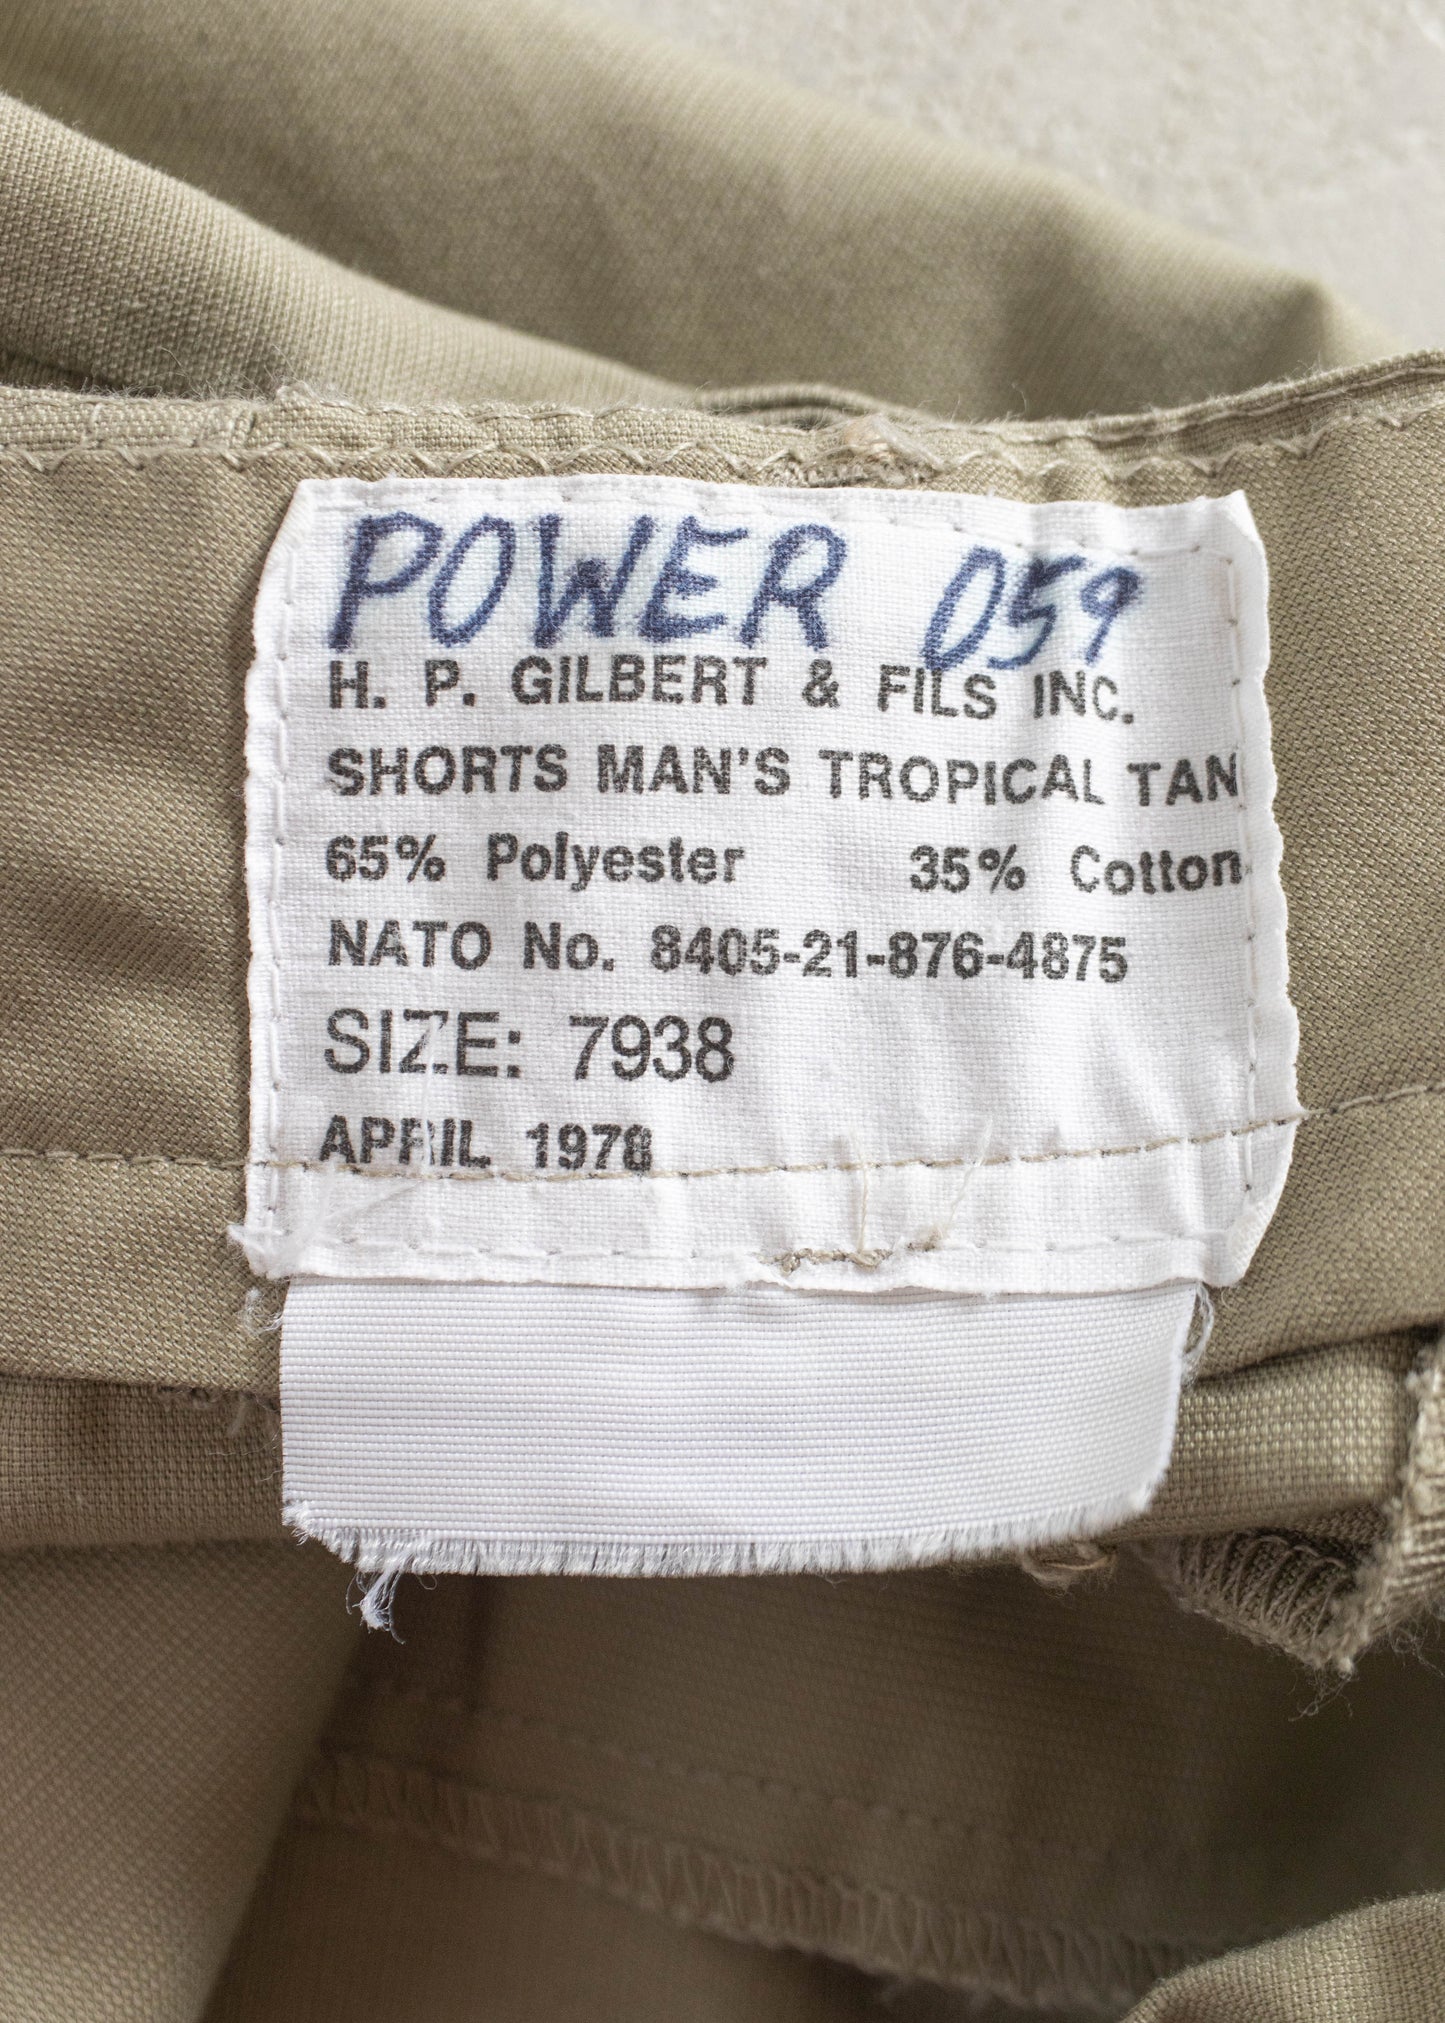 POWER 059
H. P. GILBERT & FILS INC.
SHORTS MAN'S TROPICAL TAN
65% Polyester 35% Cotton
NATO No. 8405-21-876-4875
SIZE: 7938
APRIL 1978